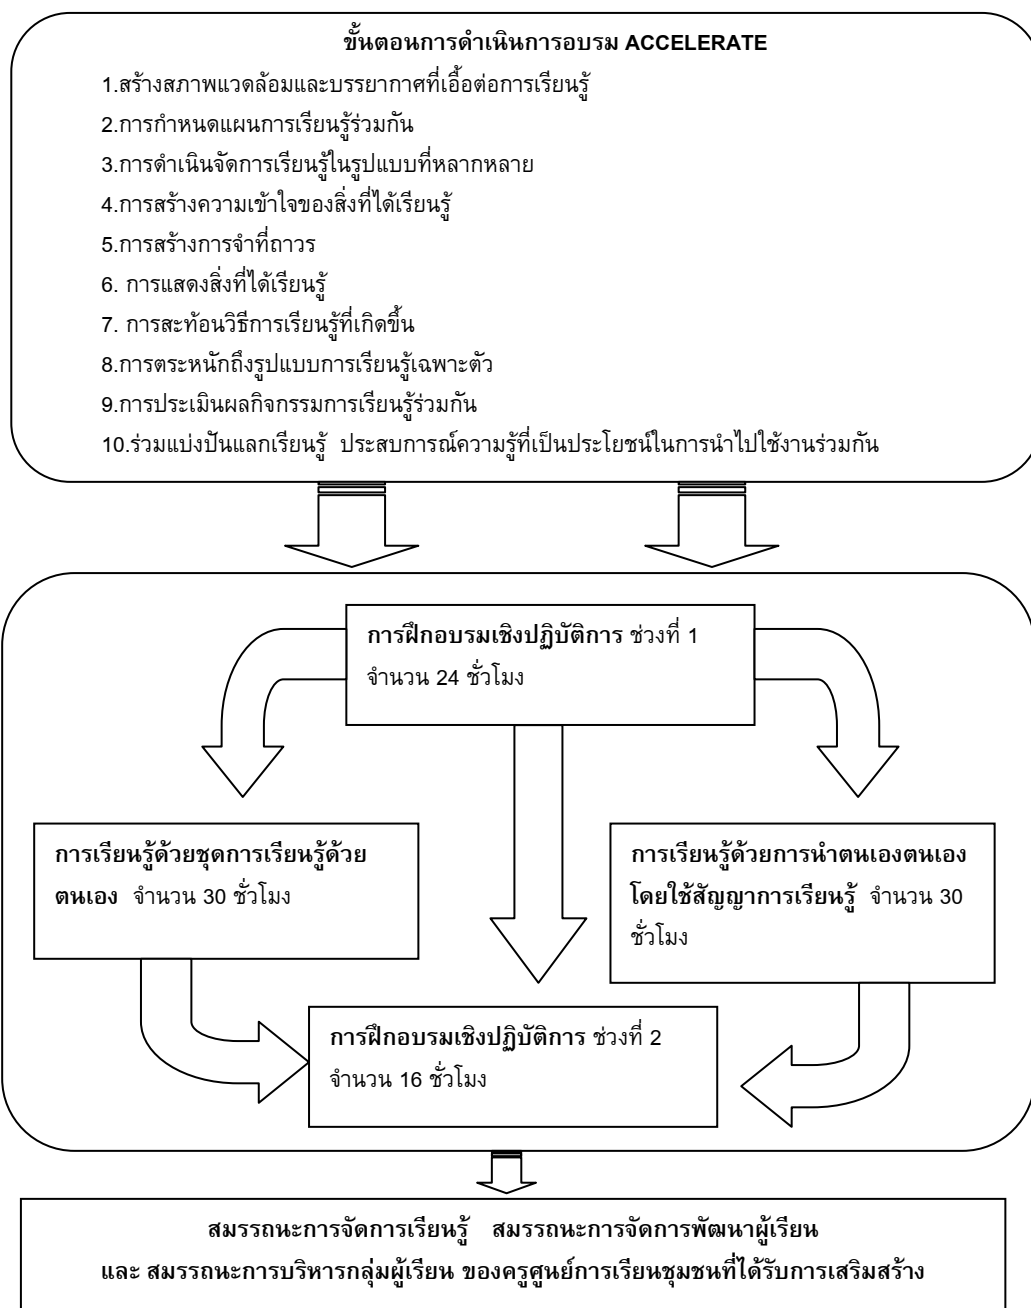 ขั้นตอนการดำเนินการอบรม ACCELERATE
1.สร้างสภาพแวดล้อมและบรรยากาศที่เอื้อต่อการเรียนรู้
2.การกำหนดแผนการเรียนรู้ร่วมกัน
3.การดำเนินจัดการเรียนรู้ในรูปแบบที่หลากหลาย
4.การสร้างความเข้าใจของสิ่งที่ได้เรียนรู้
5.การสร้างการจำที่ถาวร
6. การแสดงสิ่งที่ได้เรียนรู้
7. การสะท้อนวิธีการเรียนรู้ที่เกิดขึ้น
8.การตระหนักถึงรูปแบบการเรียนรู้เฉพาะตัว
9.การประเมินผลกิจกรรมการเรียนรู้ร่วมกัน
10.ร่วมแบ่งปันแลกเรียนรู้ ประสบการณ์ความรู้ที่เป็นประโยชน์ในการนำไปใช้งานร่วมกัน
การฝึกอบรมเชิงปฏิบัติการ ช่วงที่ 1
จำนวน 24 ชั่วโมง
การเรียนรู้ด้วยชุดการเรียนรู้ด้วย
ตนเอง จำนวน 30 ชั่วโมง
การเรียนรู้ด้วยการนำตนเองตนเอง
โดยใช้สัญญาการเรียนรู้ จำนวน 30
ชั่วโมง
การฝึกอบรมเชิงปฏิบัติการ ช่วงที่ 2
จำนวน 16 ชั่วโมง
สมรรถนะการจัดการเรียนรู้ สมรรถนะการจัดการพัฒนาผู้เรียน
และ สมรรถนะการบริหารกลุ่มผู้เรียน ของครูศูนย์การเรียนชุมชนที่ได้รับการเสริมสร้าง